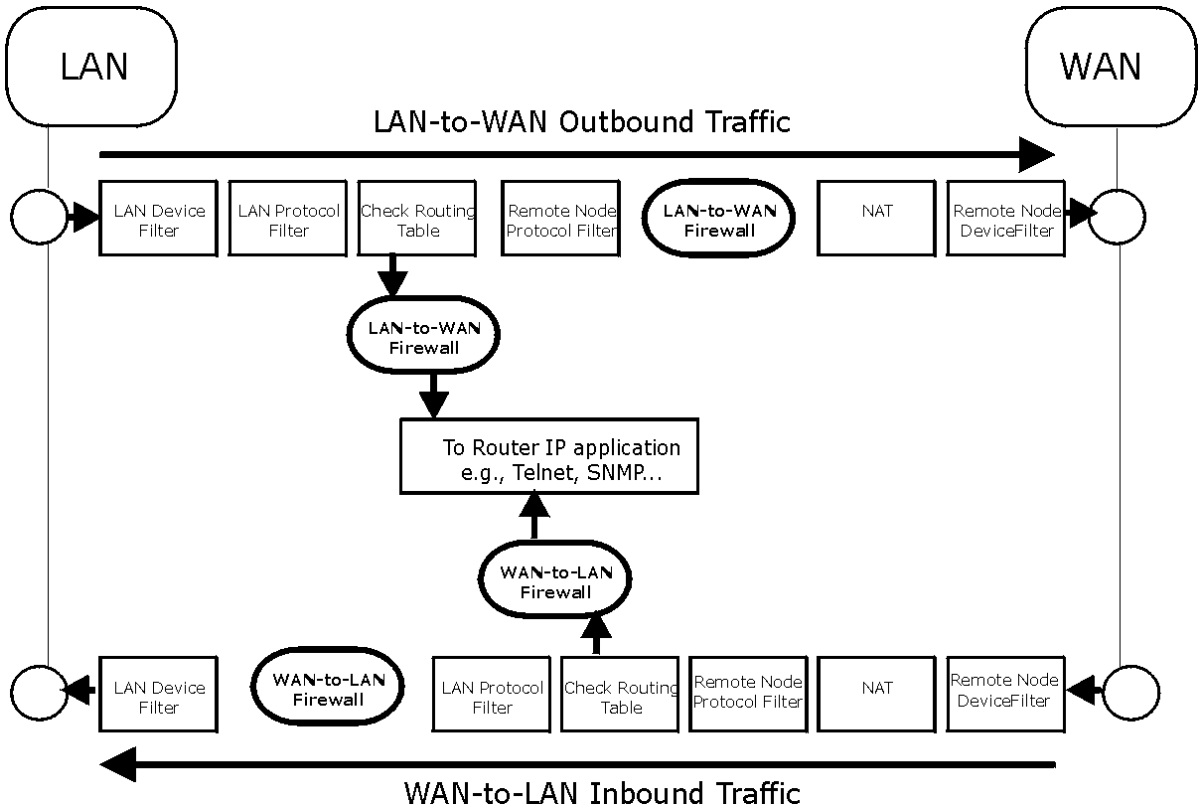 LAN
WAN
LAN-to-WAN Outbound Traffic
LAN Device
Filter
LAN Protocol
Filter
Check Routing
Table
Remote Node
Protocol Filter
LAN-to-WAN
Firewall
NAT
Remote Node
DeviceFilter
LAN-to-WAN
Firewall
To Router IP application
e.g., Telnet, SNMP...
WAN-to-LAN
Firewall
LAN Device
Filter
WAN-to-LAN
Firewall
LAN Protocol
Filter
Check Routing
Table
Remote Node
Protocol Filter
NAT
Remote Node
DeviceFilter
WAN-to-LAN Inbound Traffic